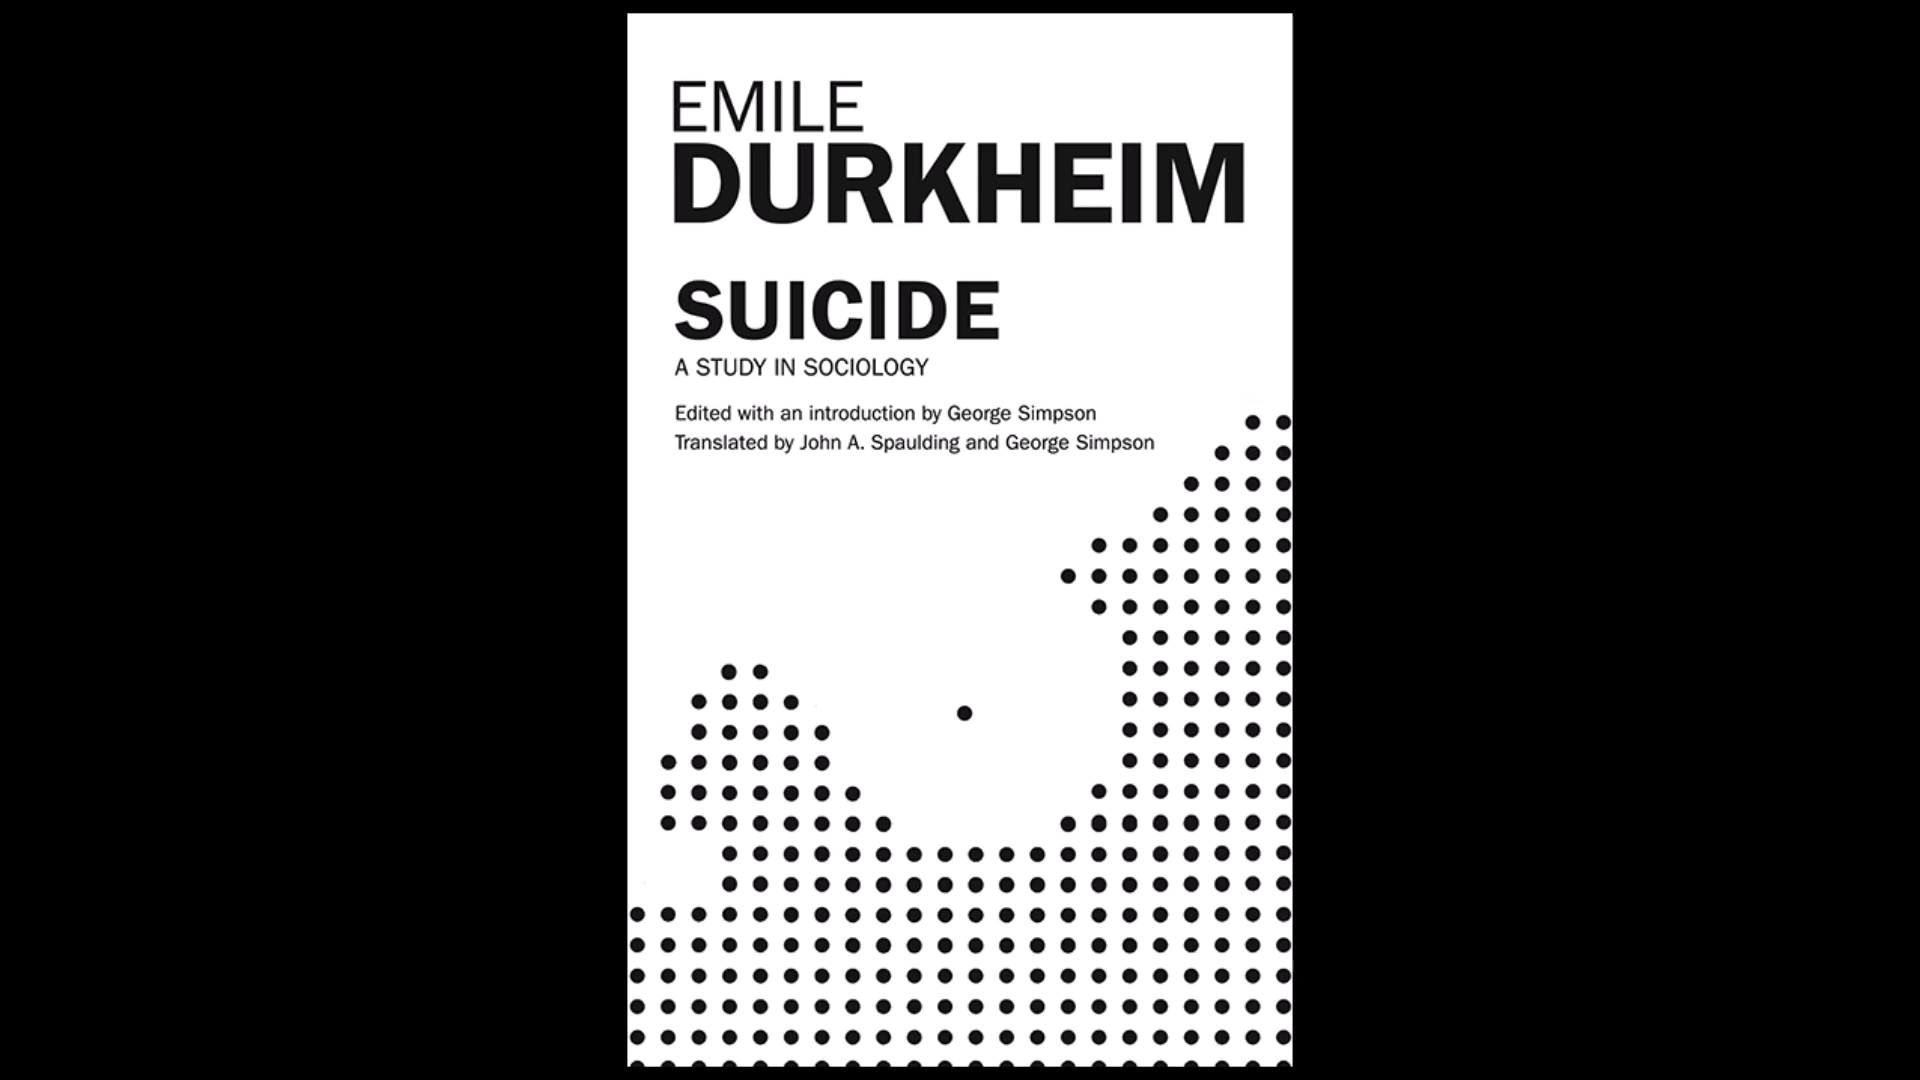 EMILE
DURKHEIM
SUICIDE
A STUDY IN SOCIOLOGY
Edited with an introduction by George Simpson
Translated by John A. Spaulding and George Simpson